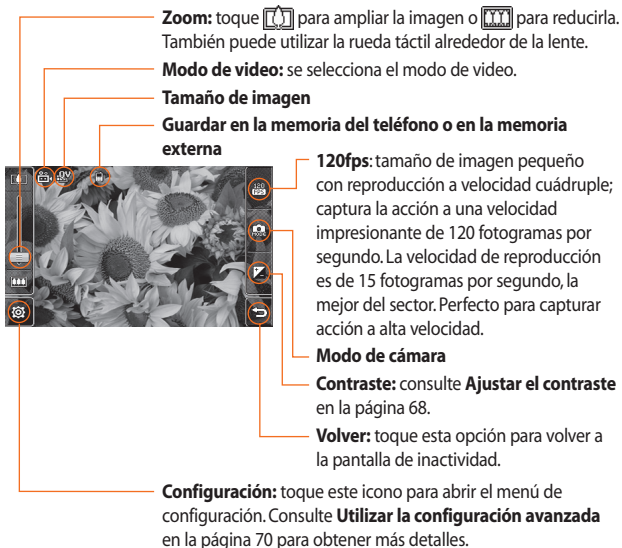 Zoom: toque para ampliar la imagen o para reducirla.
También puede utilizar la rueda táctil alrededor de la lente.
Modo de video: se selecciona el modo de video.
Tamaño de imagen
Guardar en la memoria del teléfono o en la memoria
externa
120fps: tamaño de imagen pequeño
con reproducción a velocidad cuádruple;
captura la acción a una velocidad
impresionante de 120 fotogramas por
segundo. La velocidad de reproducción
es de 15 fotogramas por segundo, la
mejor del sector. Perfecto para capturar
acción a alta velocidad.
120
FPS
MODE
Modo de cámara
Contraste: consulte Ajustar el contraste
en la página 68.
Volver: toque esta opción para volver a
la pantalla de inactividad.
Configuración: toque este icono para abrir el menú de
configuración. Consulte Utilizar la configuración avanzada
en la página 70 para obtener más detalles.